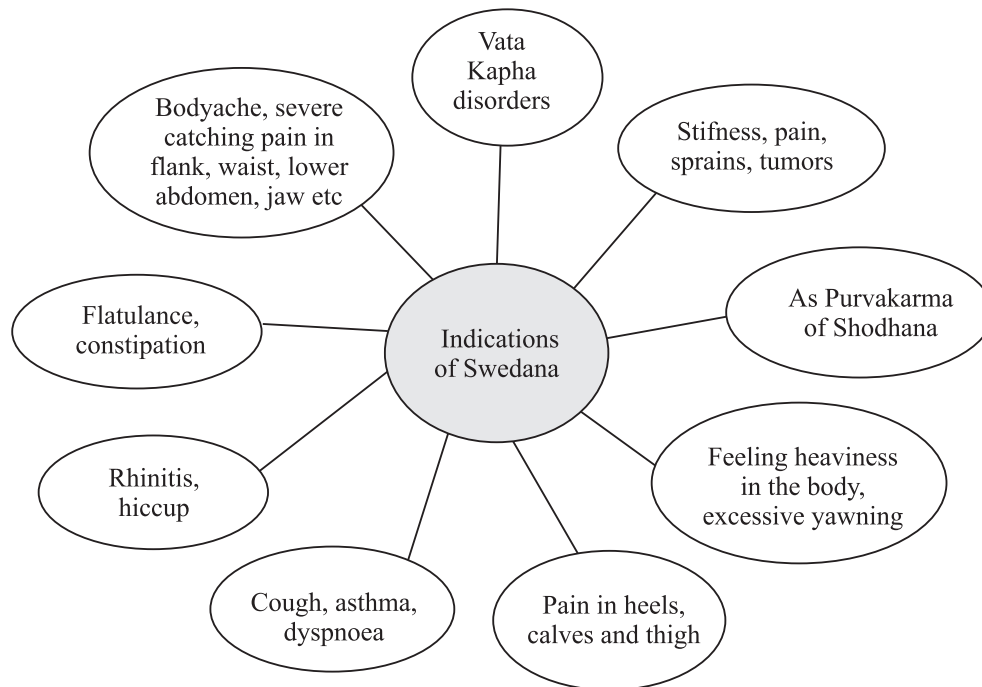 Vata
Kapha
disorders
Bodyache, severe
catching pain in
flank, waist, lower
abdomen, jaw etc
Stifness, pain,
sprains, tumors
As Purvakarma
of Shodhana
Flatulance,
constipation
Indications
of Swedana
Feeling heaviness
in the body,
excessive yawning
Rhinitis,
hiccup
Cough, asthma,
dyspnoea
Pain in heels,
calves and thigh